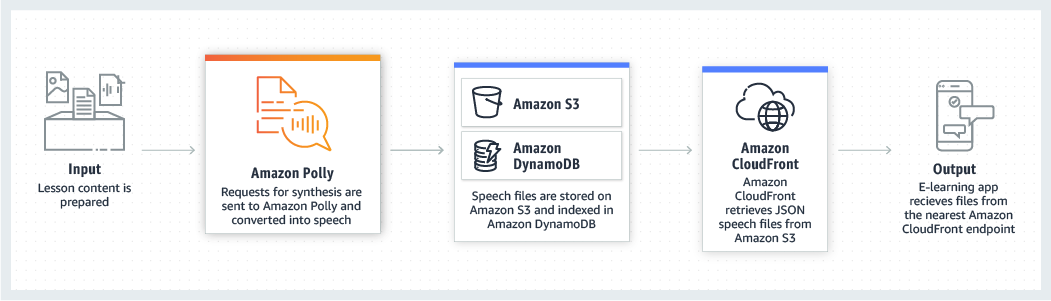 Input
Lesson content is
prepared
Amazon Polly
Requests for synthesis are
sent to Amazon Polly and
converted into speech
Amazon S3
Amazon
DynamoDB
Speech files are stored on
Amazon S3 and indexed in
Amazon DynamoDB
Amazon
CloudFront
Amazon
CloudFront
retrieves JSON
speech files from
Amazon S3
Output
E-learning app
recieves files from
the nearest Amazon
CloudFront endpoint